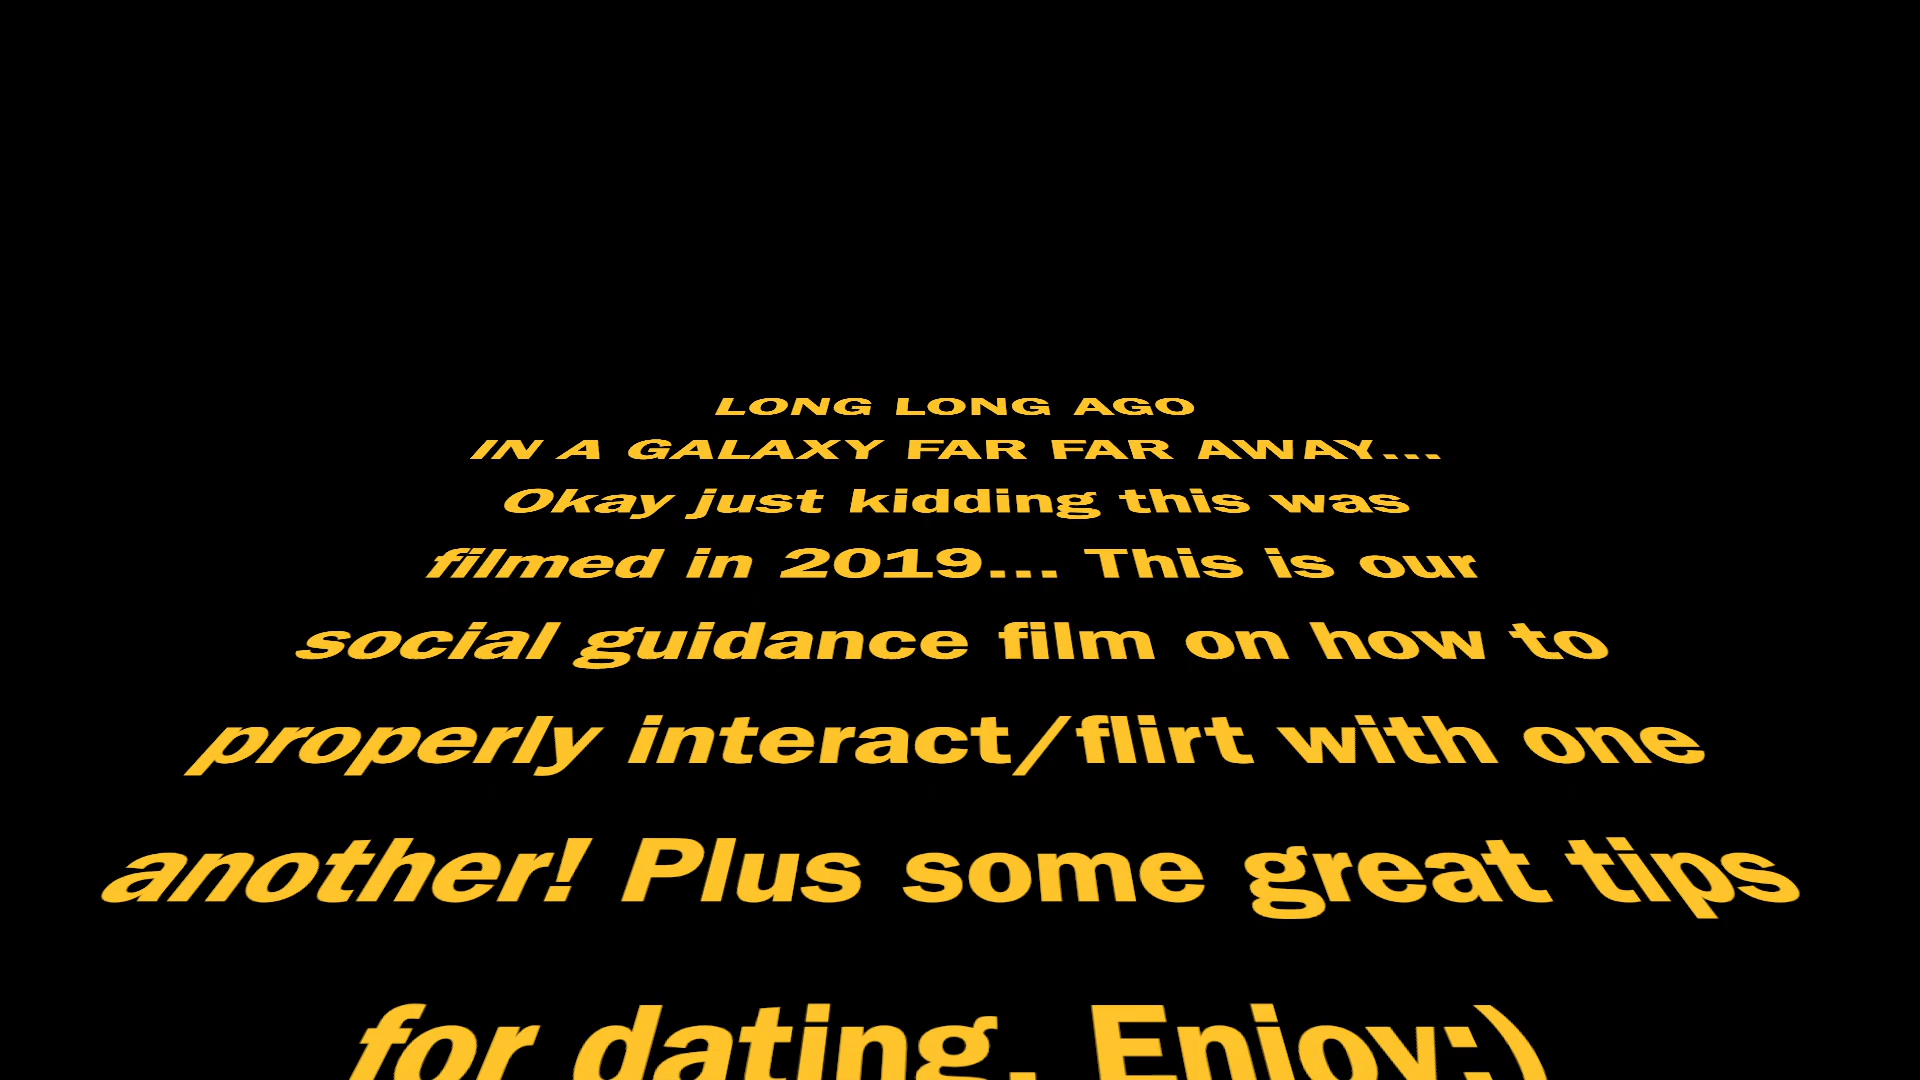 LONG LONG AGO
IN A GALAXY FAR FAR AWAY...
Okay just kidding this was
filmed in 2019... This is our
social guidance film on how to
properly interact/flirt with one
another! Plus some great tips
for dating. Enjoy:)